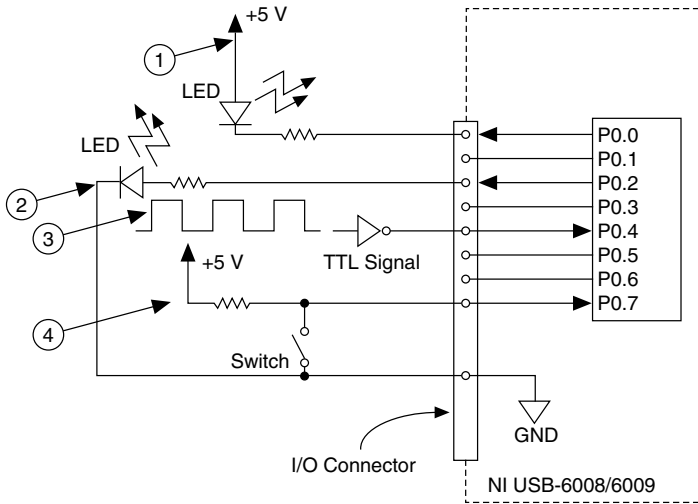 +5 V
1
LED
LED
2
3
TTL Signal
+5 V
4
Switch
P0.0
P0.1
P0.2
P0.3
P0.4
P0.5
P0.6
P0.7
GND
I/O Connector
NI USB-6008/6009